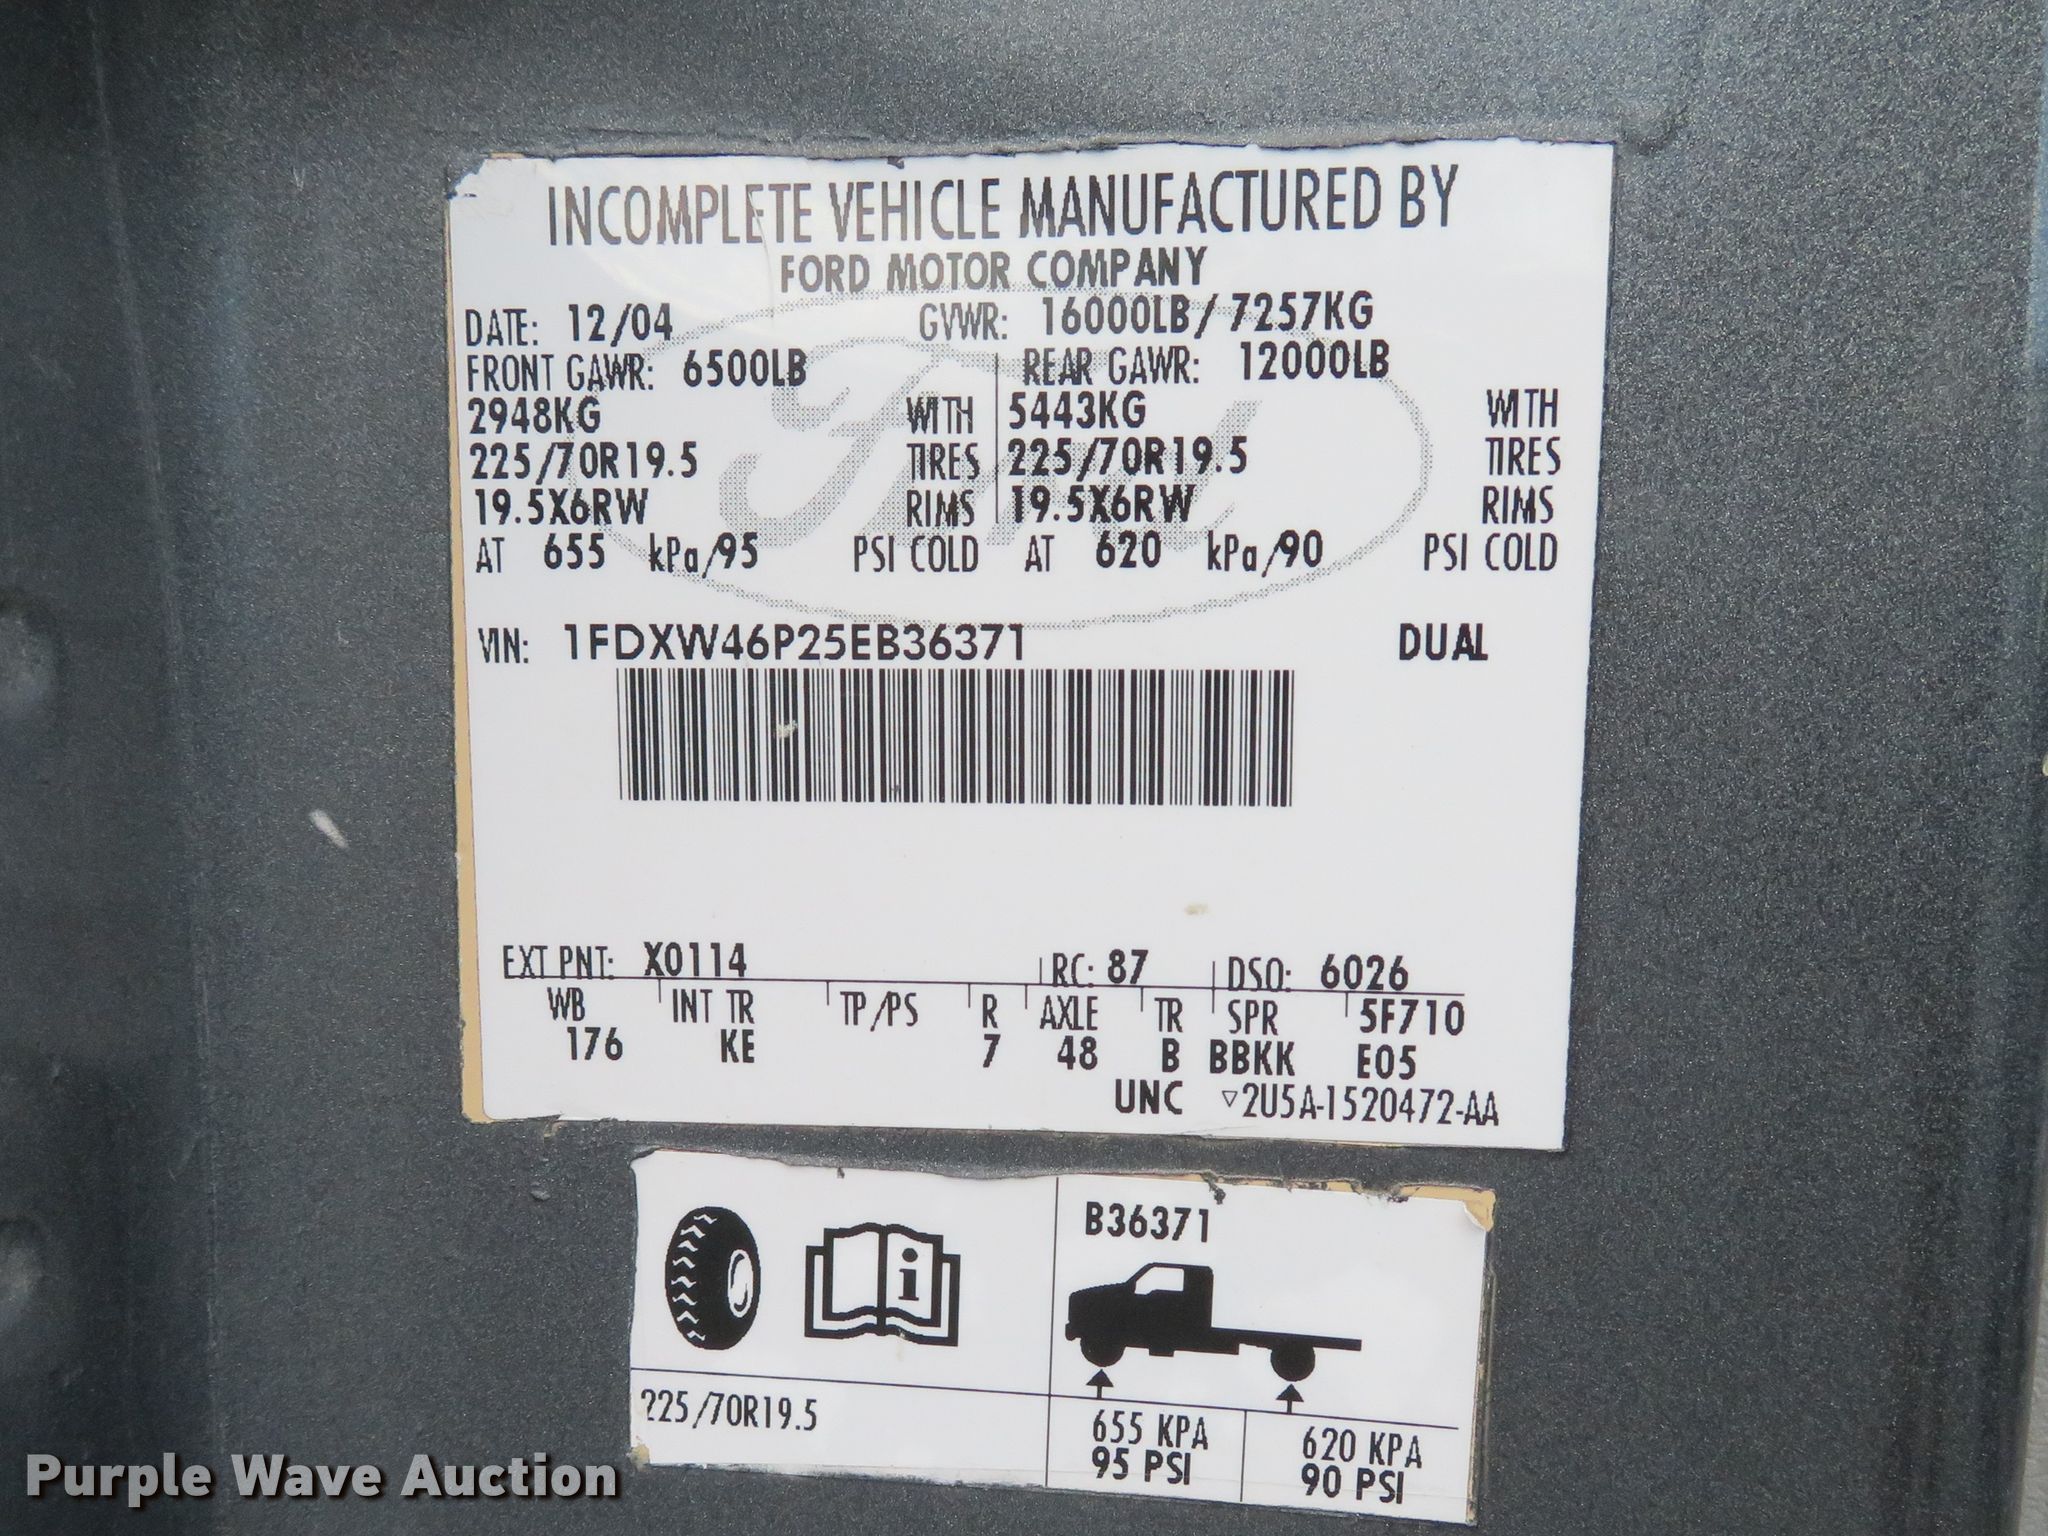 INCOMPLETE VEHICLE MANUFACTURED BY
FORD MOTOR COMPANY
DATE: 12/04 GVWR: 16000LB/7257KG
FRONT GAWR: 6500LB REAR GAWR: 12000LB
2948KG WITH 5443KG WITH
225/70R19.5 TIRES 225/70R19.5 TIRES
19.5X6RW RIMS 19.5X6RW RIMS
AT 655 kPa/95 PSI COLD AT 620 kPa/90 PSI COLD
Ford
VIN: 1FDXW46P25EB36371 DUAL
EXT PNT: X0114 RC: 87 DSO: 6026
WB INT TR TP/PS R AXLE TR SPR 5F710
176 KE 7 48 B BBKK E05
UNC ▽2U5A-1520472-AA
B36371
i
225/70R19.5 655 KPA 620 KPA
95 PSI 90 PSI
Purple Wave Auction